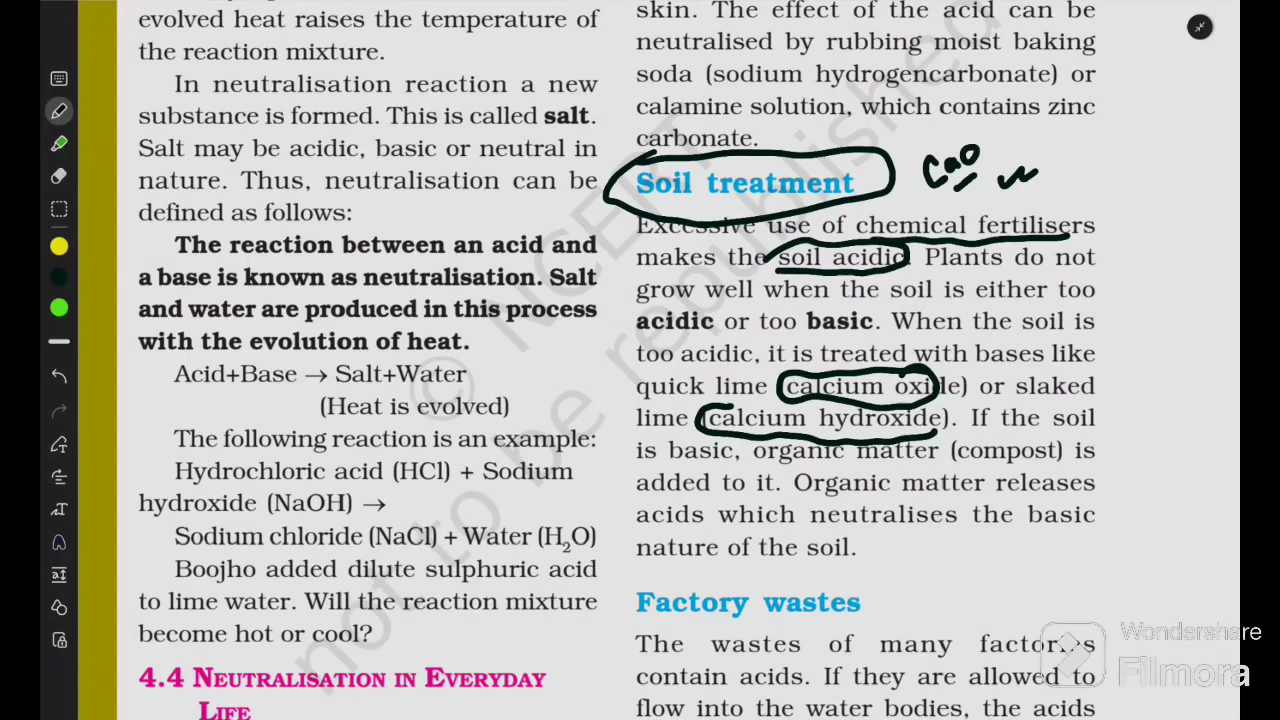 evolved heat raises the temperature of
the reaction mixture.
In neutralisation reaction a new
substance is formed. This is called salt.
Salt may be acidic, basic or neutral in
nature. Thus, neutralisation can be
defined as follows:
The reaction between an acid and
a base is known as neutralisation. Salt
and water are produced in this process
with the evolution of heat.
Acid+Base → Salt+Water
(Heat is evolved)
The following reaction is an example:
Hydrochloric acid (HCl) + Sodium
hydroxide (NaOH) →
Sodium chloride (NaCl) + Water (H₂O)
Boojho added dilute sulphuric acid
to lime water. Will the reaction mixture
become hot or cool?
4.4 NEUTRALISATION IN EVERYDAY
LIFE
skin. The effect of the acid can be
neutralised by rubbing moist baking
soda (sodium hydrogencarbonate) or
calamine solution, which contains zinc
carbonate.
CaO
Soil treatment
Excessive use of chemical fertilisers
makes the soil acidic. Plants do not
grow well when the soil is either too
acidic or too basic. When the soil is
too acidic, it is treated with bases like
quick lime (calcium oxide) or slaked
lime (calcium hydroxide). If the soil
is basic, organic matter (compost) is
added to it. Organic matter releases
acids which neutralises the basic
nature of the soil.
Factory wastes
The wastes of many factories
contain acids. If they are allowed to
flow into the water bodies, the acids
© NCERT
not to be republished
Wondershare
Filmora